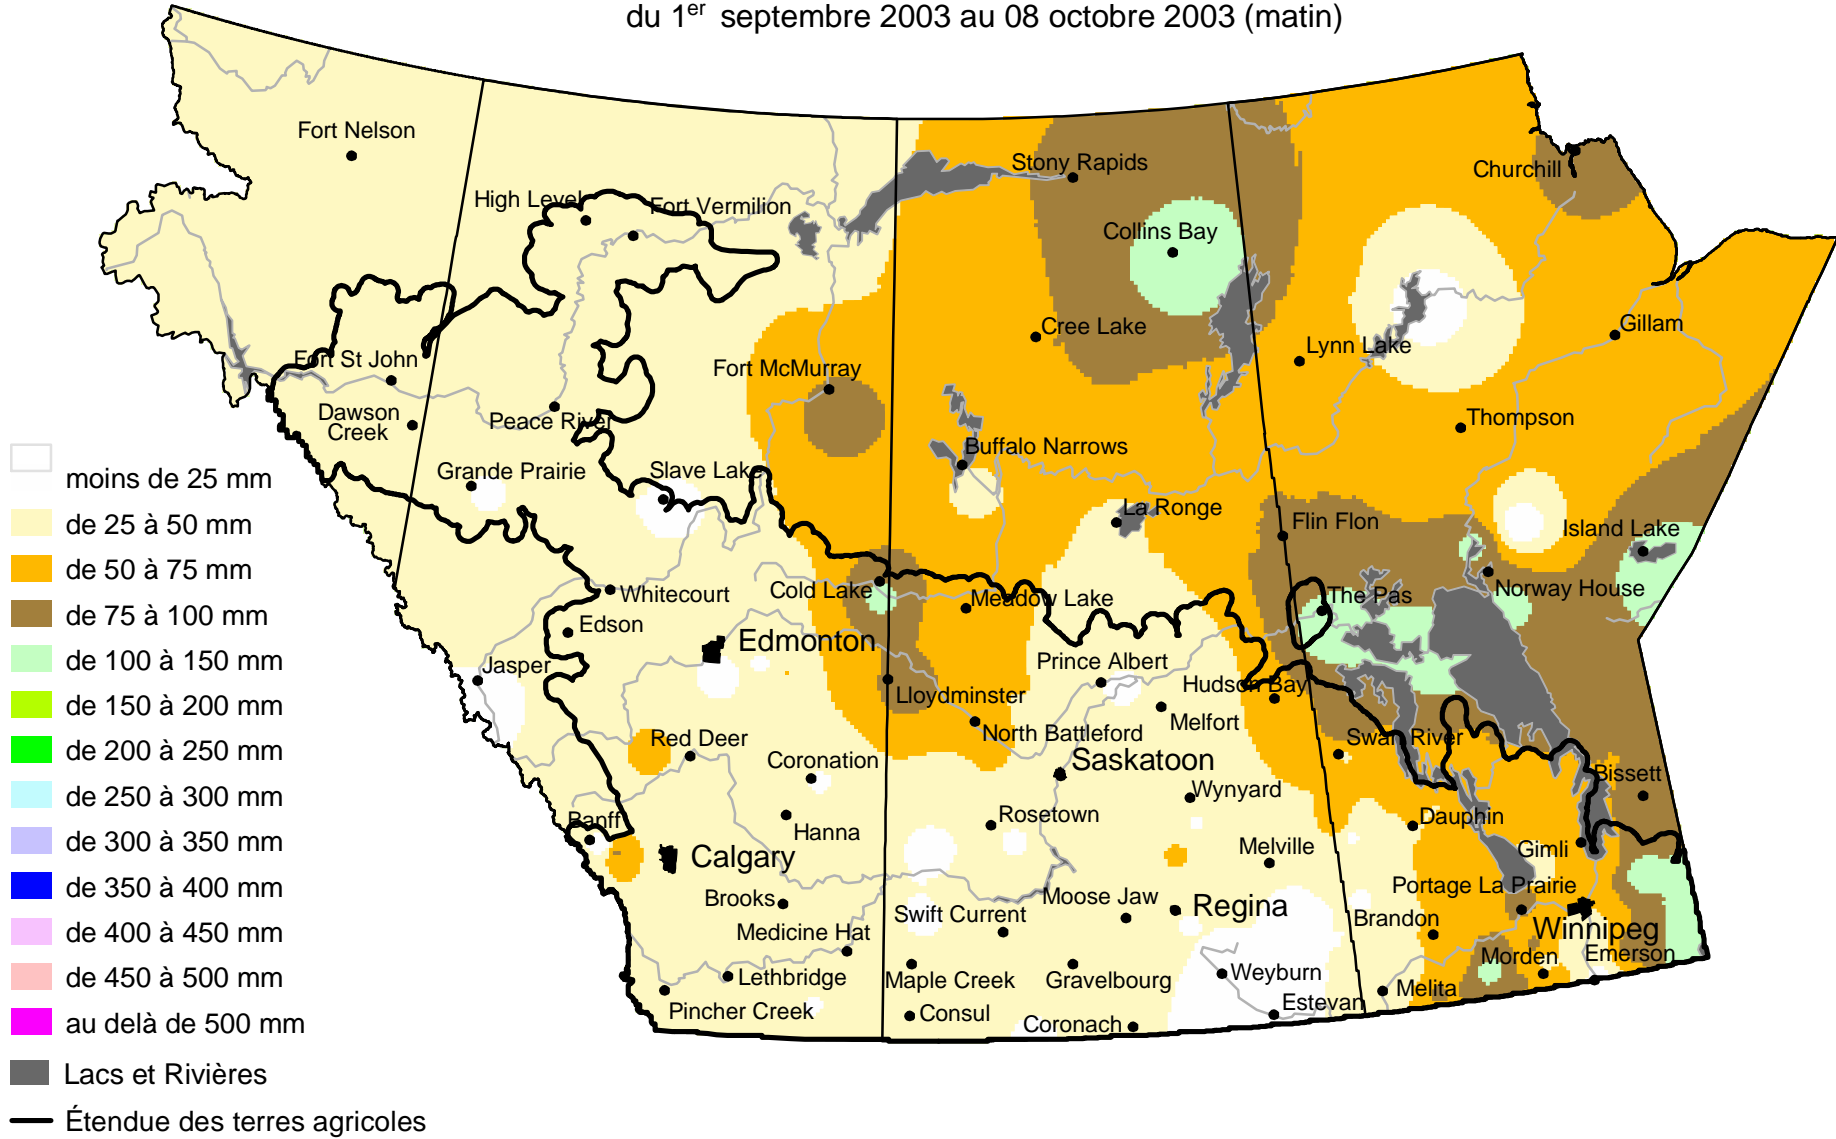 du 1er septembre 2003 au 08 octobre 2003 (matin)
Fort Nelson
High Level
Fort Vermilion
Stony Rapids
Churchill
Collins Bay
Cree Lake
Gillam
Lynn Lake
Fort St John
Fort McMurray
Dawson
Creek
Peace River
Thompson
Buffalo Narrows
Grande Prairie
Slave Lake
La Ronge
Flin Flon
Island Lake
Cold Lake
Whitecourt
Meadow Lake
The Pas
Norway House
Edson
Edmonton
Jasper
Prince Albert
Hudson Bay
Lloydminster
Melfort
North Battleford
Red Deer
Swan River
Coronation
Saskatoon
Bissett
Wynyard
Banff
Hanna
Rosetown
Dauphin
Calgary
Melville
Gimli
Brooks
Swift Current
Moose Jaw
Regina
Portage La Prairie
Brandon
Winnipeg
Medicine Hat
Morden
Emerson
Lethbridge
Maple Creek
Gravelbourg
Weyburn
Melita
Pincher Creek
Consul
Coronach
Estevan
moins de 25 mm
de 25 à 50 mm
de 50 à 75 mm
de 75 à 100 mm
de 100 à 150 mm
de 150 à 200 mm
de 200 à 250 mm
de 250 à 300 mm
de 300 à 350 mm
de 350 à 400 mm
de 400 à 450 mm
de 450 à 500 mm
au delà de 500 mm
Lacs et Rivières
Étendue des terres agricoles